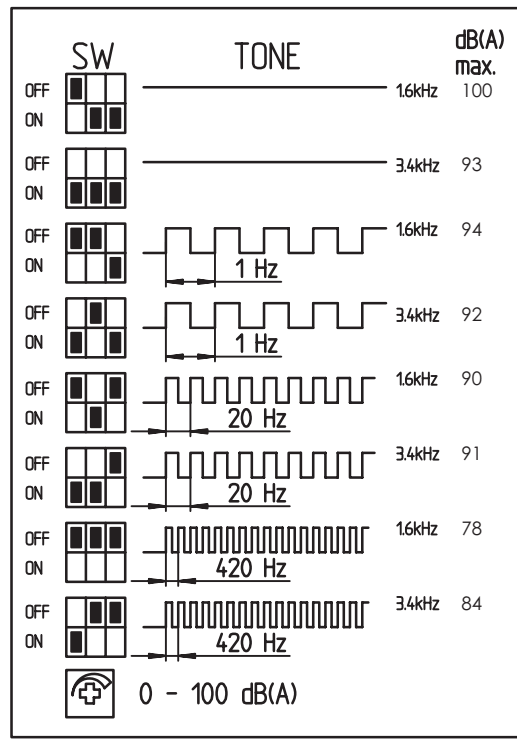 SW TONE dB(A)
max.
OFF 1.6kHz 100
ON
OFF 3.4kHz 93
ON
OFF 1.6kHz 94
ON 1 Hz
OFF 3.4kHz 92
ON 1 Hz
OFF 1.6kHz 90
ON 20 Hz
OFF 3.4kHz 91
ON 20 Hz
OFF 1.6kHz 78
ON 420 Hz
OFF 3.4kHz 84
ON 420 Hz
0 - 100 dB(A)